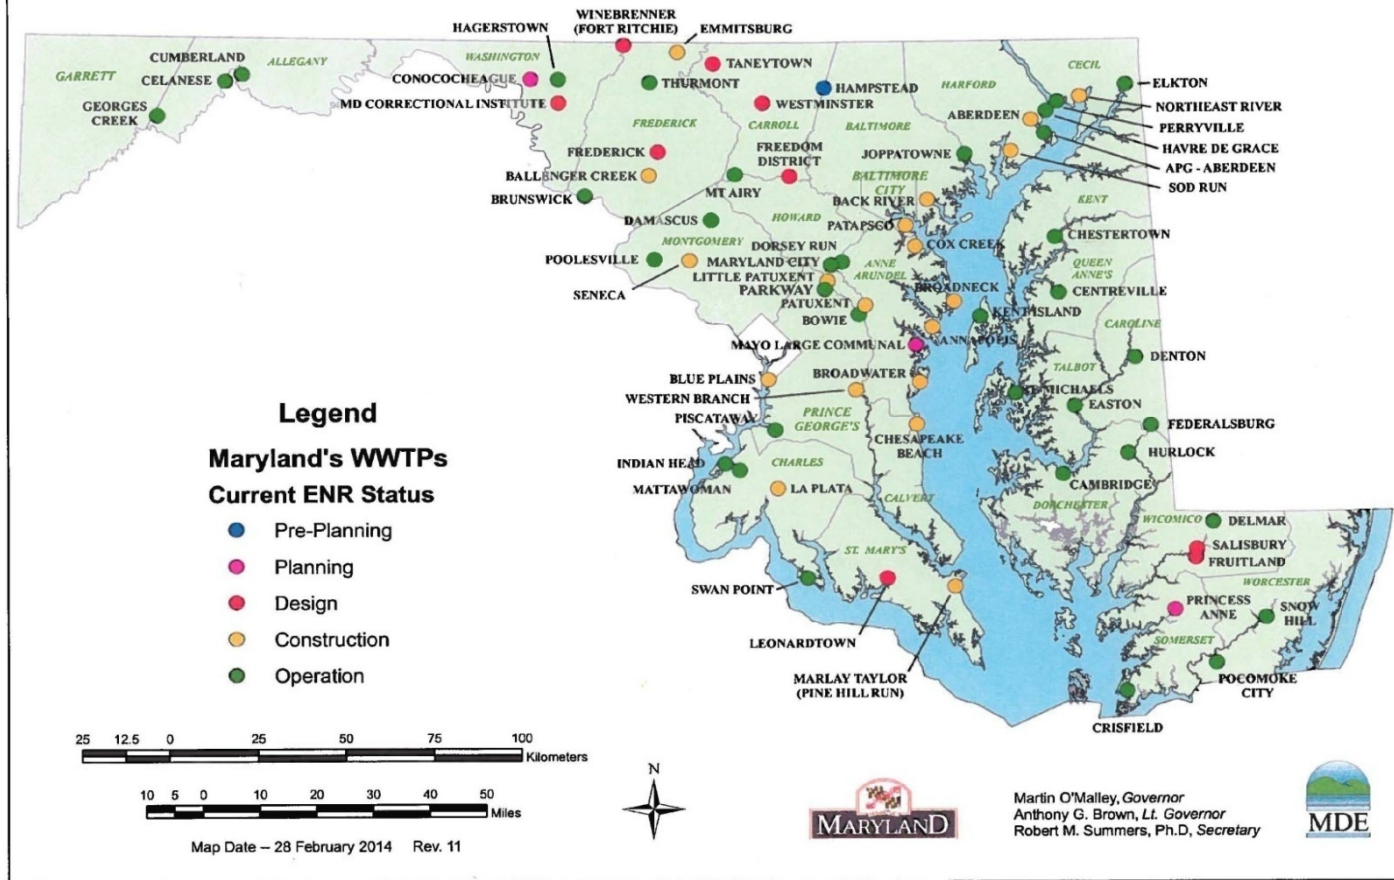 WINEBRENNER
(FORT RITCHIE)
HAGERSTOWN
EMMITSBURG
TANEYTOWN
CUMBERLAND
ALLEGANY
WASHINGTON
GARRETT
CELANESE
CONOCOCHEAGUE
THURMONT
HAMPSTEAD
HARFORD
CECIL
ELKTON
GEORGES
CREEK
MD CORRECTIONAL INSTITUTE
WESTMINSTER
NORTHEAST RIVER
ABERDEEN
PERRYVILLE
FREDERICK
CARROLL
BALTIMORE
HAVRE DE GRACE
FREDERICK
FREEDOM
DISTRICT
JOPPATOWNE
APG - ABERDEEN
BALLENGER CREEK
BALTIMORE
CITY
SOD RUN
BRUNSWICK
MT AIRY
BACK RIVER
KENT
DAMASCUS
HOWARD
PATAPSCO
CHESTERTOWN
MONTGOMERY
DORSEY RUN
COX CREEK
POOLESVILLE
MARYLAND CITY
ANNE
ARUNDEL
QUEEN
ANNE'S
SENECA
LITTLE PATUXENT
PARKWAY
BROADNECK
CENTREVILLE
PATUXENT
BOWIE
KENT ISLAND
CAROLINE
MAYO LARGE COMMUNAL
ANNAPOLIS
DENTON
TALBOT
BLUE PLAINS
BROADWATER
WESTERN BRANCH
ST MICHAELS
EASTON
PISCATAWAY
PRINCE
GEORGE'S
FEDERALSBURG
CHESAPEAKE
BEACH
HURLOCK
INDIAN HEAD
CHARLES
MATTAWOMAN
LA PLATA
CAMBRIDGE
CALVERT
DORCHESTER
WICOMICO
DELMAR
ST. MARY'S
SALISBURY
FRUITLAND
SWAN POINT
WORCESTER
PRINCESS
ANNE
SNOW
HILL
LEONARDTOWN
SOMERSET
MARLAY TAYLOR
(PINE HILL RUN)
POCOMOKE
CITY
CRISFIELD
Legend
Maryland's WWTPs
Current ENR Status
Pre-Planning
Planning
Design
Construction
Operation
25 12.5 0 25 50 75 100
Kilometers
10 5 0 10 20 30 40 50
Miles
Map Date – 28 February 2014 Rev. 11
N
MARYLAND
Martin O'Malley, Governor
Anthony G. Brown, Lt. Governor
Robert M. Summers, Ph.D, Secretary
MDE